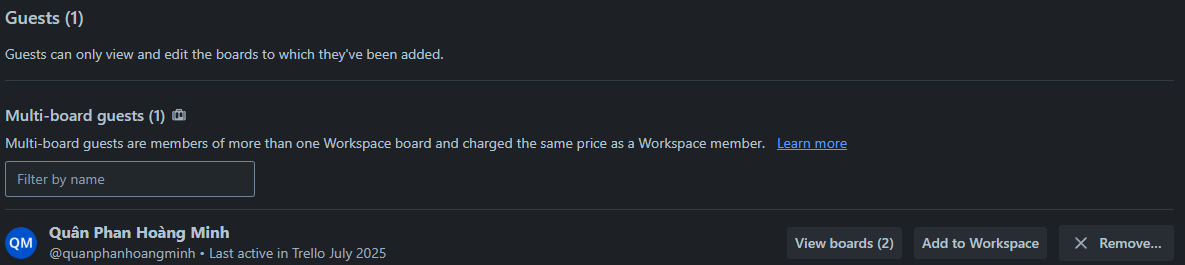 Guests (1)
Guests can only view and edit the boards to which they've been added.
Multi-board guests (1)
Multi-board guests are members of more than one Workspace board and charged the same price as a Workspace member. Learn more
Filter by name
QM
Quân Phan Hoàng Minh
@quanphanhoangminh • Last active in Trello July 2025
View boards (2)
Add to Workspace
Remove...